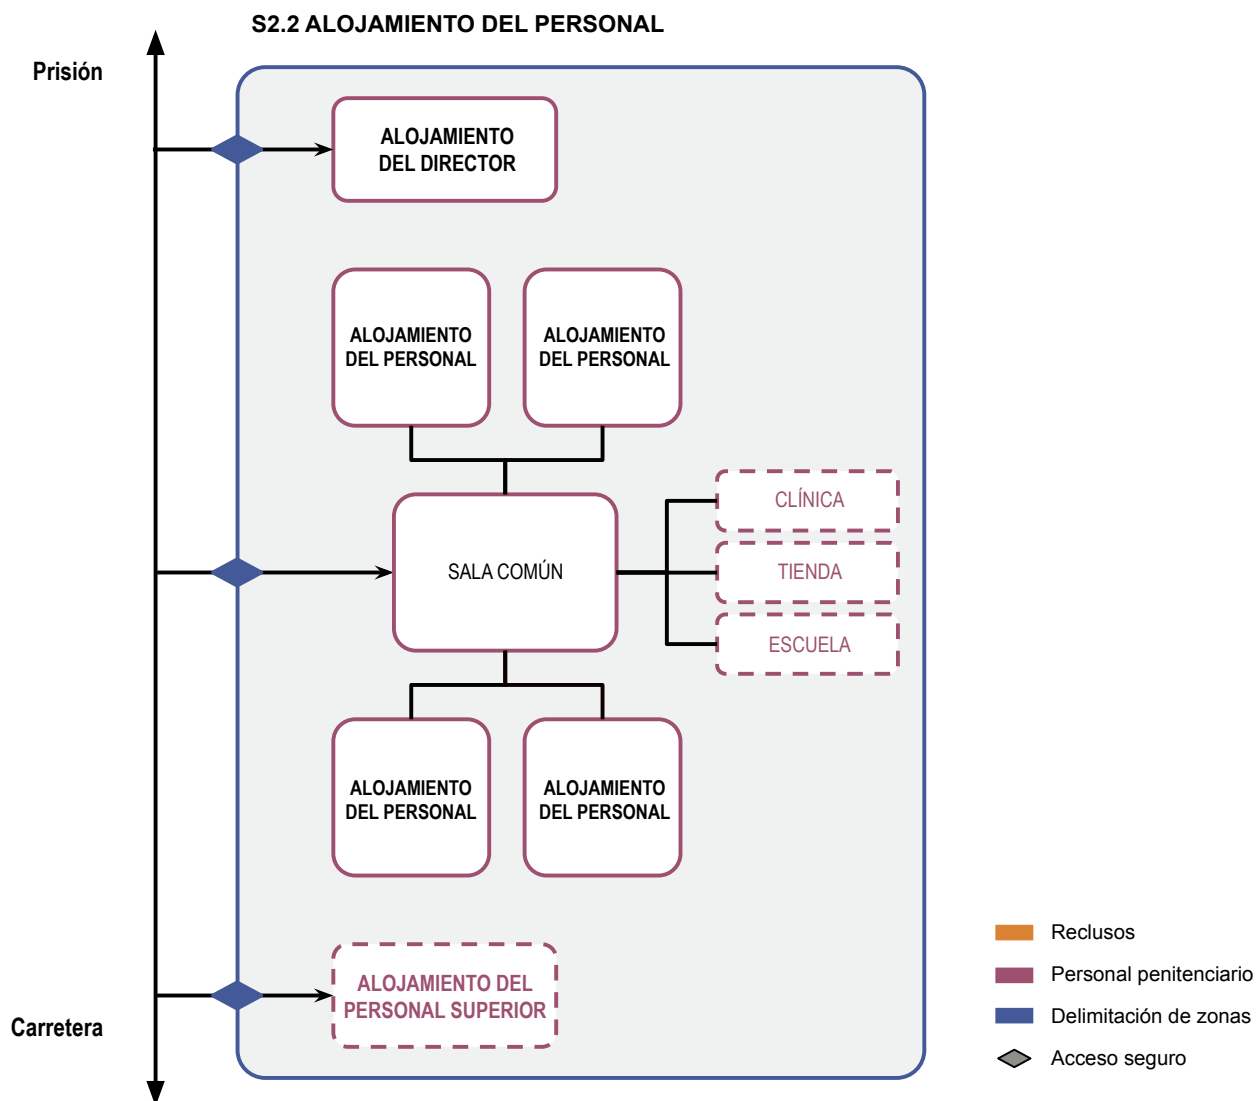 S2.2 ALOJAMIENTO DEL PERSONAL
Prisión
ALOJAMIENTO
DEL DIRECTOR
ALOJAMIENTO
DEL PERSONAL
ALOJAMIENTO
DEL PERSONAL
SALA COMÚN
CLÍNICA
TIENDA
ESCUELA
ALOJAMIENTO
DEL PERSONAL
ALOJAMIENTO
DEL PERSONAL
ALOJAMIENTO DEL
PERSONAL SUPERIOR
Carretera
Reclusos
Personal penitenciario
Delimitación de zonas
Acceso seguro